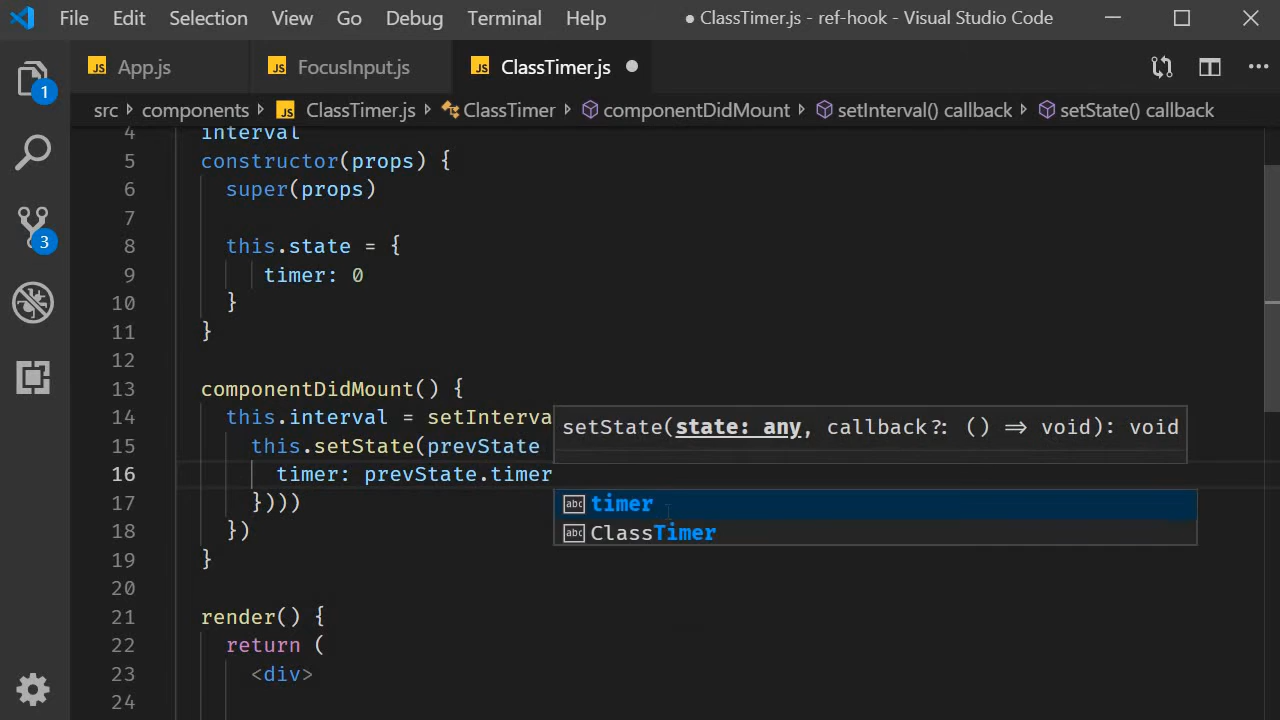 File Edit Selection View Go Debug Terminal Help ● ClassTimer.js - ref-hook - Visual Studio Code
JS App.js JS FocusInput.js JS ClassTimer.js
src > components > JS ClassTimer.js > ClassTimer > componentDidMount > setInterval() callback > setState() callback
1
3
4 interval
5 constructor(props) {
6 super(props)
7
8 this.state = {
9 timer: 0
10 }
11 }
12
13 componentDidMount() {
14 this.interval = setInterva
setState(state: any, callback?: () => void): void
15 this.setState(prevState
16 timer: prevState.timer
abc timer
17 })))
abc ClassTimer
18 })
19 }
20
21 render() {
22 return (
23 <div>
24